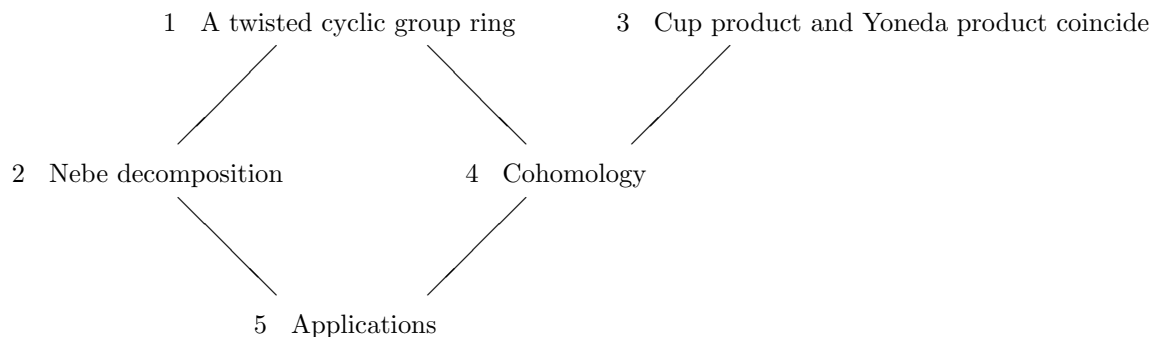 1 A twisted cyclic group ring
3 Cup product and Yoneda product coincide
2 Nebe decomposition
4 Cohomology
5 Applications